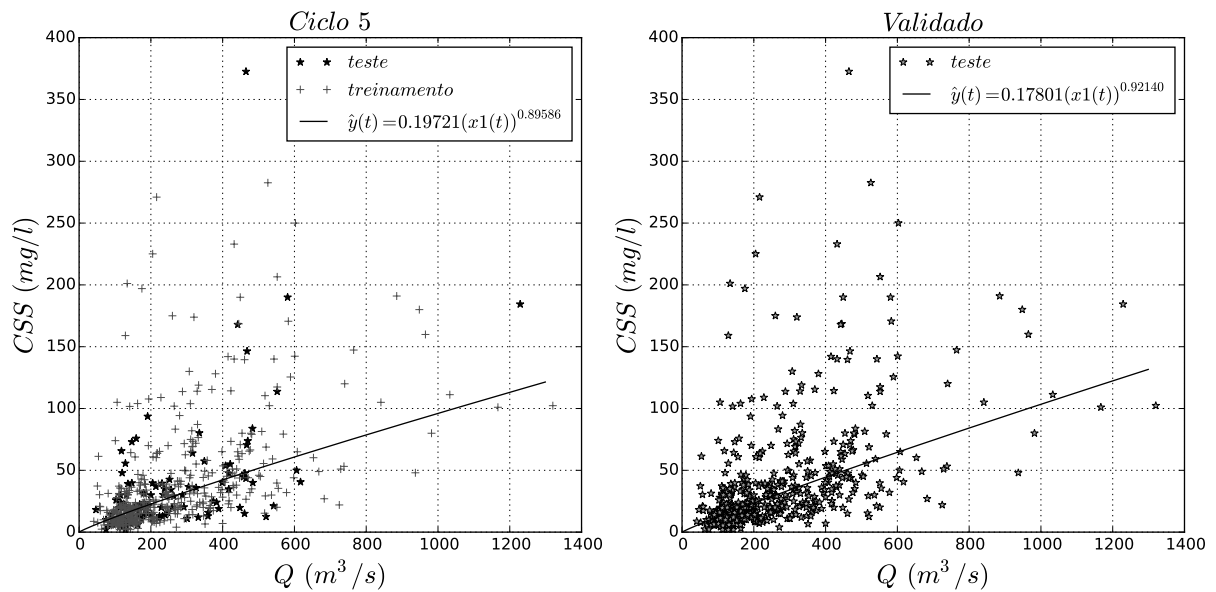 Ciclo 5
400
350
300
250
200
150
100
50
0
CSS (mg/l)
0 200 400 600 800 1000 1200 1400
Q (m³/s)
teste
treinamento
ŷ(t)=0.19721(x1(t))^0.89586
Validado
400
350
300
250
200
150
100
50
0
CSS (mg/l)
0 200 400 600 800 1000 1200 1400
Q (m³/s)
teste
ŷ(t)=0.17801(x1(t))^0.92140